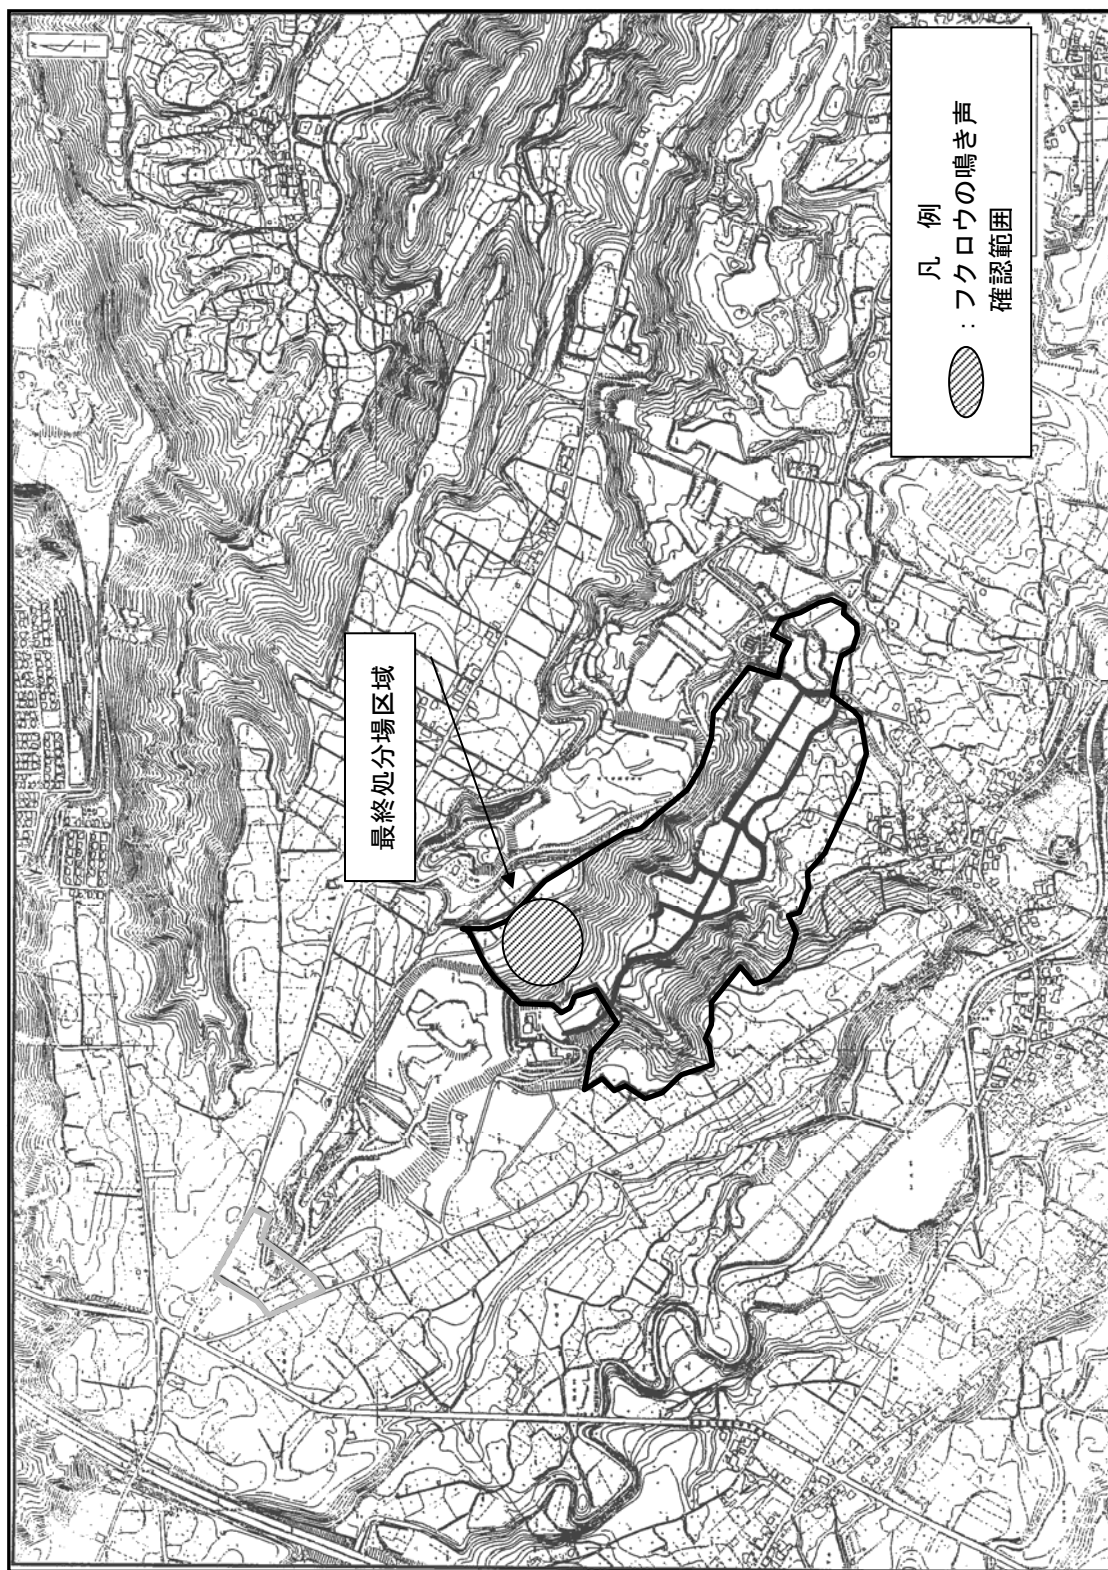 最終処分場区域
凡　例
：フクロウの鳴き声
確認範囲